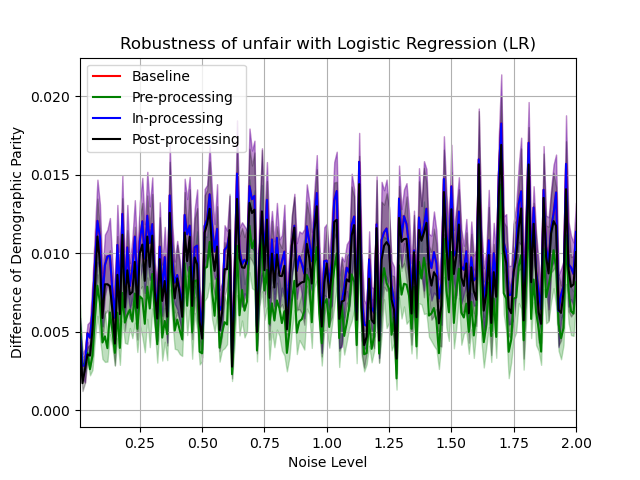 Robustness of unfair with Logistic Regression (LR)
Baseline
Pre-processing
In-processing
Post-processing
Difference of Demographic Parity
0.020
0.015
0.010
0.005
0.000
0.25 0.50 0.75 1.00 1.25 1.50 1.75 2.00
Noise Level